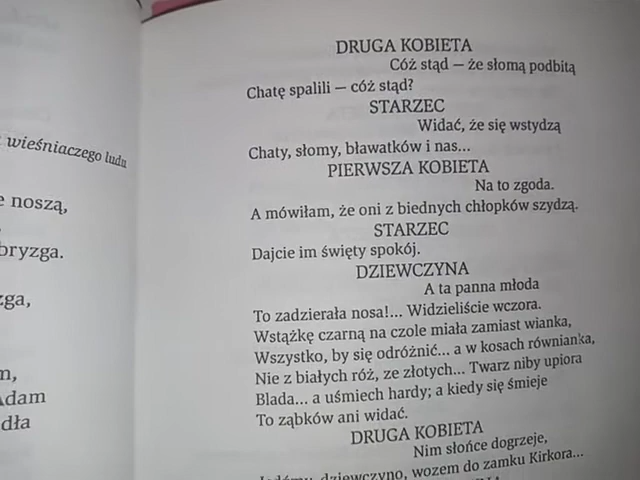 wieśniaczego ludu
noszą,
bryzga.
Adam
DRUGA KOBIETA
Cóż stąd — że słomą podbitą
Chatę spalili — cóż stąd?
STARZEC
Widać, że się wstydzą
Chaty, słomy, bławatków i nas...
PIERWSZA KOBIETA
Na to zgoda.
A mówiłam, że oni z biednych chłopków szydzą.
STARZEC
Dajcie im święty spokój.
DZIEWCZYNA
A ta panna młoda
To zadzierała nosa!... Widzieliście wczora.
Wstążkę czarną na czole miała zamiast wianka,
Wszystko, by się odróżnić... a w kosach równianka,
Nie z białych róż, ze złotych... Twarz niby upiora
Blada... a uśmiech hardy; a kiedy się śmieje
To ząbków ani widać.
DRUGA KOBIETA
Nim słońce dogrzeje,
dziewczyno, wozem do zamku Kirkora...